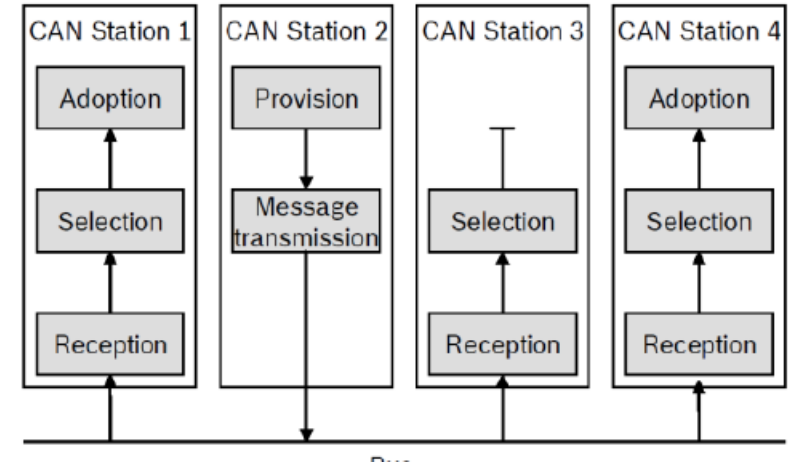 CAN Station 1
CAN Station 2
CAN Station 3
CAN Station 4
Adoption
Provision
Adoption
Selection
Message
transmission
Selection
Selection
Reception
Reception
Reception